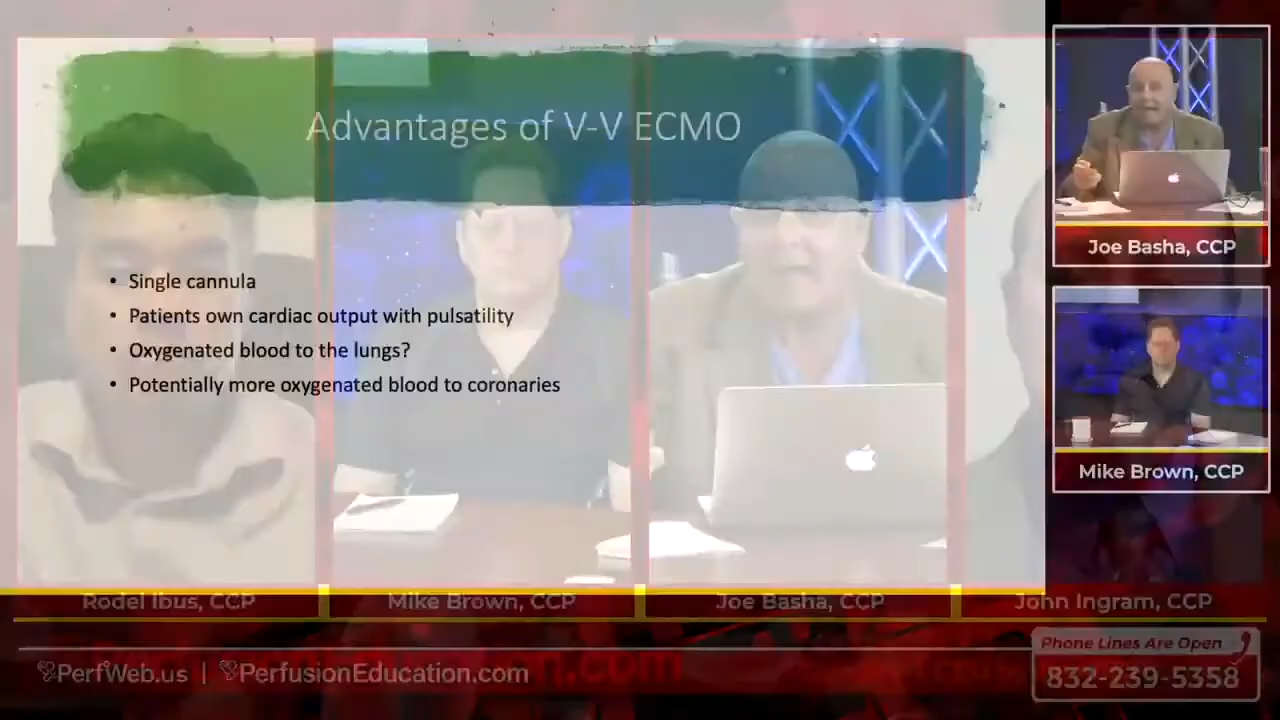 Advantages of V-V ECMO
• Single cannula
• Patients own cardiac output with pulsatility
• Oxygenated blood to the lungs?
• Potentially more oxygenated blood to coronaries
Joe Basha, CCP
Mike Brown, CCP
Rodel Ibus, CCP
Mike Brown, CCP
Joe Basha, CCP
John Ingram, CCP
PerfWeb.us | PerfusionEducation.com
Phone Lines Are Open
832-239-5358